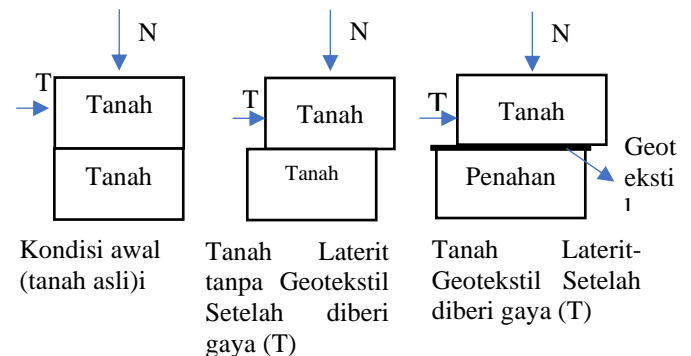 N
T
Tanah
Tanah
Kondisi awal
(tanah asli)i
N
T
Tanah
Tanah
Tanah Laterit
tanpa Geotekstil
Setelah diberi
gaya (T)
N
T
Tanah
Penahan
Geot
eksti
l
Tanah Laterit-
Geotekstil Setelah
diberi gaya (T)